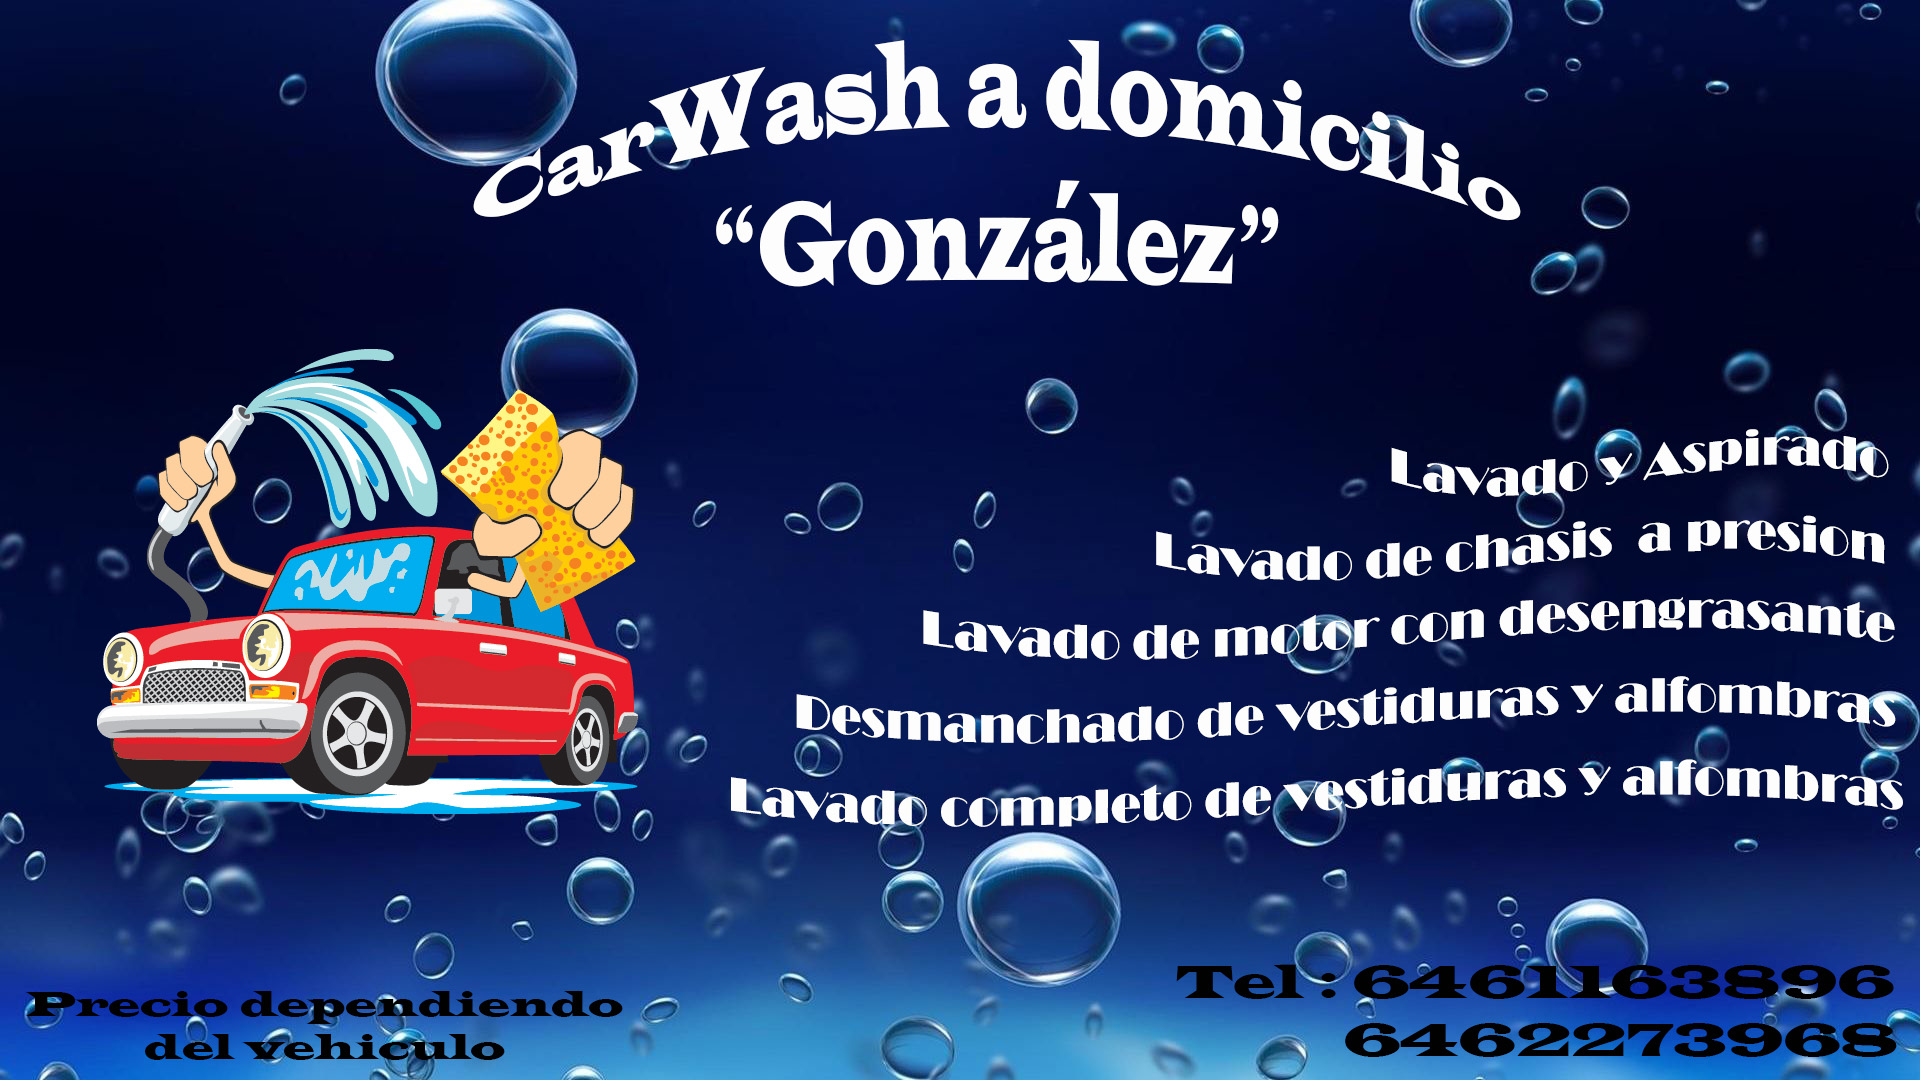 CarWash a domicilio
“González”
Lavado y Aspirado
Lavado de chasis a presion
Lavado de motor con desengrasante
Desmanchado de vestiduras y alfombras
Lavado completo de vestiduras y alfombras
Precio dependiendo
del vehiculo
Tel : 6461163896
6462273968